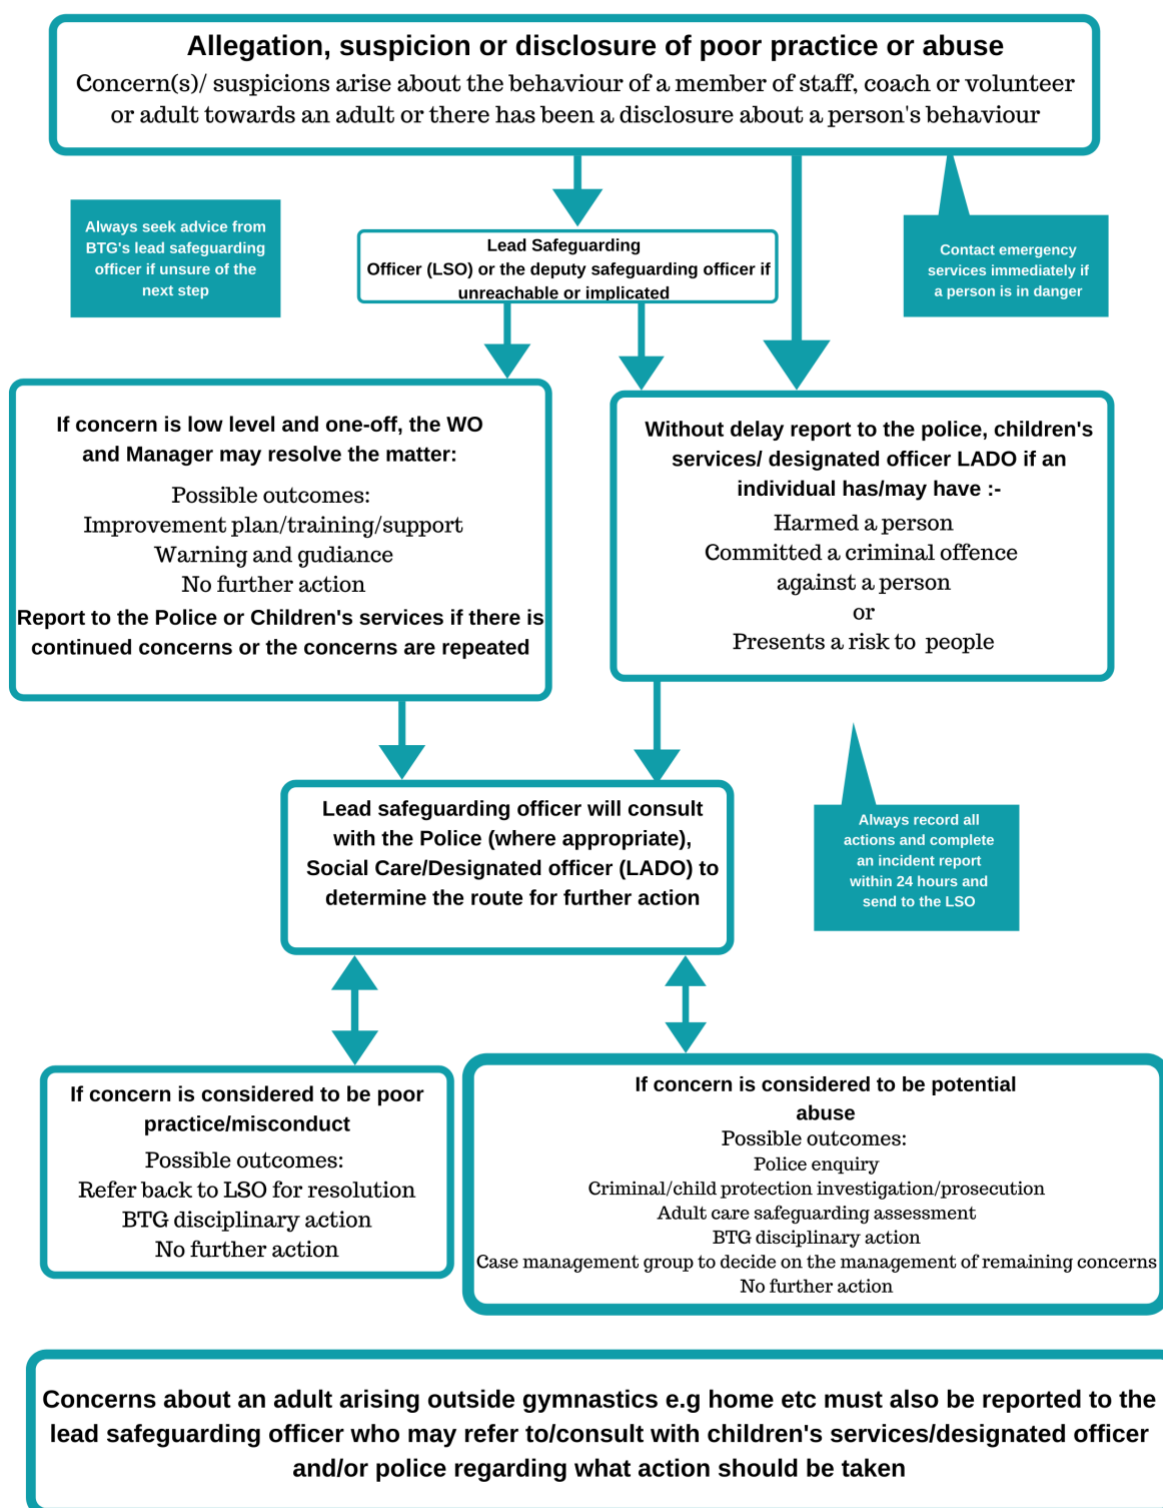 Allegation, suspicion or disclosure of poor practice or abuse
Concern(s)/ suspicions arise about the behaviour of a member of staff, coach or volunteer
or adult towards an adult or there has been a disclosure about a person's behaviour
Always seek advice from
BTG's lead safeguarding
officer if unsure of the
next step
Lead Safeguarding
Officer (LSO) or the deputy safeguarding officer if
unreachable or implicated
Contact emergency
services immediately if
a person is in danger
If concern is low level and one-off, the WO
and Manager may resolve the matter:
Possible outcomes:
Improvement plan/training/support
Warning and gudiance
No further action
Report to the Police or Children's services if there is
continued concerns or the concerns are repeated
Without delay report to the police, children's
services/ designated officer LADO if an
individual has/may have :-
Harmed a person
Committed a criminal offence
against a person
or
Presents a risk to people
Lead safeguarding officer will consult
with the Police (where appropriate),
Social Care/Designated officer (LADO) to
determine the route for further action
Always record all
actions and complete
an incident report
within 24 hours and
send to the LSO
If concern is considered to be poor
practice/misconduct
Possible outcomes:
Refer back to LSO for resolution
BTG disciplinary action
No further action
If concern is considered to be potential
abuse
Possible outcomes:
Police enquiry
Criminal/child protection investigation/prosecution
Adult care safeguarding assessment
BTG disciplinary action
Case management group to decide on the management of remaining concerns
No further action
Concerns about an adult arising outside gymnastics e.g home etc must also be reported to the
lead safeguarding officer who may refer to/consult with children's services/designated officer
and/or police regarding what action should be taken